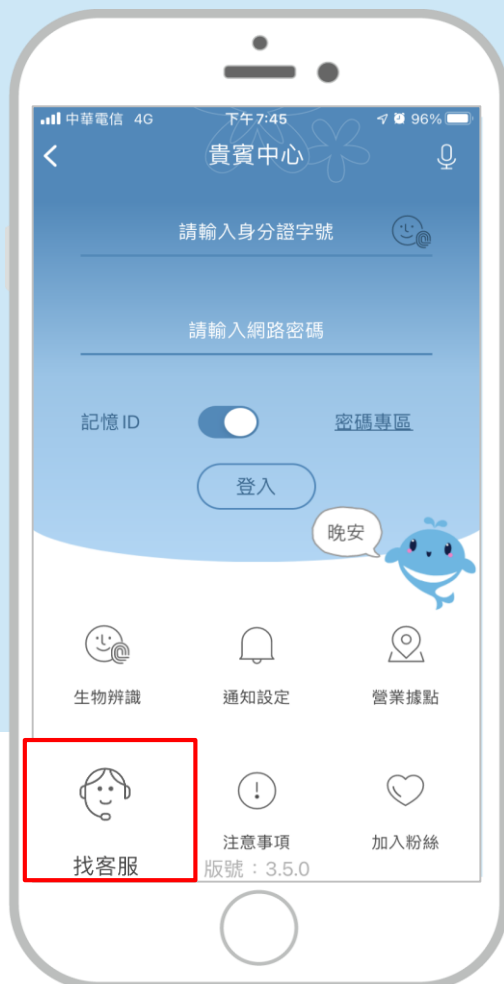 中華電信 4G 下午7:45 96%
貴賓中心
請輸入身分證字號
請輸入網路密碼
記憶ID 密碼專區
登入
晚安
生物辨識 通知設定 營業據點
找客服 注意事項 加入粉絲
版號：3.5.0